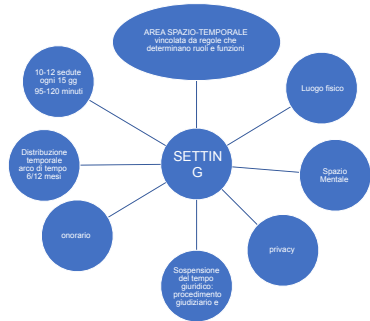 AREA SPAZIO-TEMPORALE
vincolata da regole che
determinano ruoli e funzioni
10-12 sedute
ogni 15 gg
95-120 minuti
Luogo fisico
Distribuzione
temporale
arco di tempo
6/12 mesi
SETTIN
G
Spazio
Mentale
onorario
privacy
Sospensione
del tempo
giuridico:
procedimento
giudiziario e